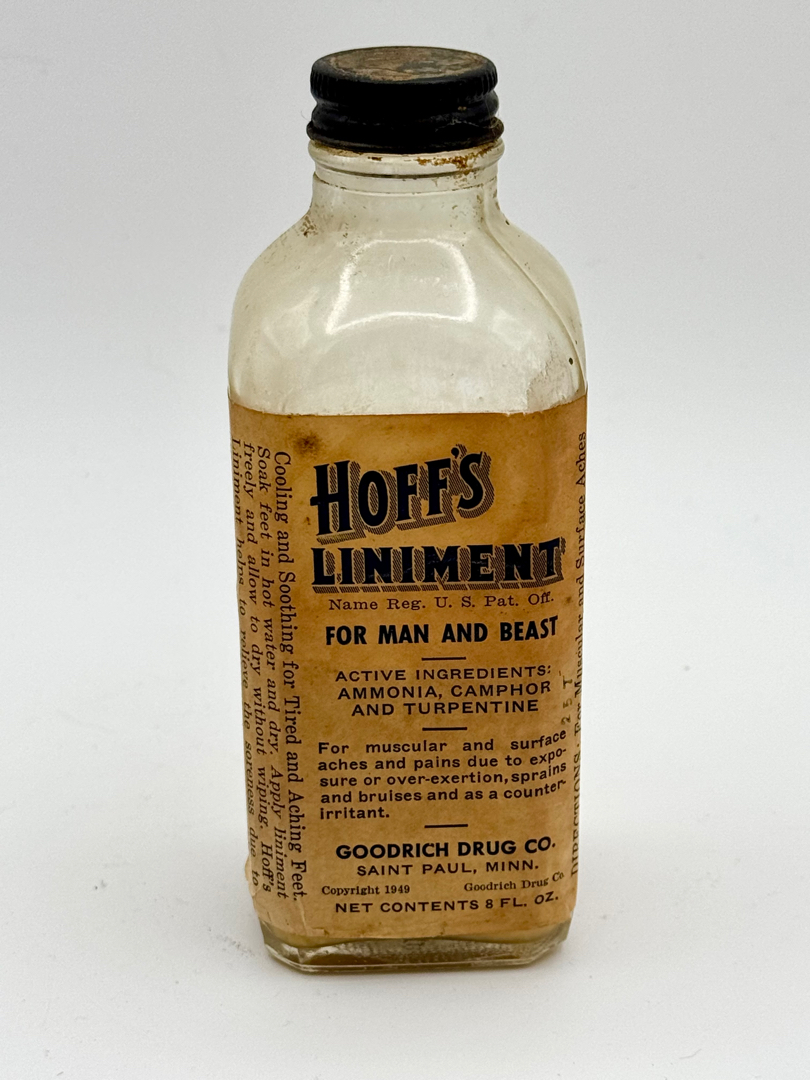 HOFF'S
LINIMENT
Name Reg. U. S. Pat. Off.
FOR MAN AND BEAST
ACTIVE INGREDIENTS:
AMMONIA, CAMPHOR
AND TURPENTINE
For muscular and surface
aches and pains due to expo-
sure or over-exertion, sprains
and bruises and as a counter-
irritant.
GOODRICH DRUG CO.
SAINT PAUL, MINN.
Copyright 1949 Goodrich Drug Co.
NET CONTENTS 8 FL. OZ.
Cooling and Soothing for Tired and Aching Feet.
Soak feet in hot water and dry. Apply liniment
freely and allow to dry without wiping. Hoff's
Liniment helps to relieve the soreness due to
DIRECTIONS: For Muscular and Surface Aches